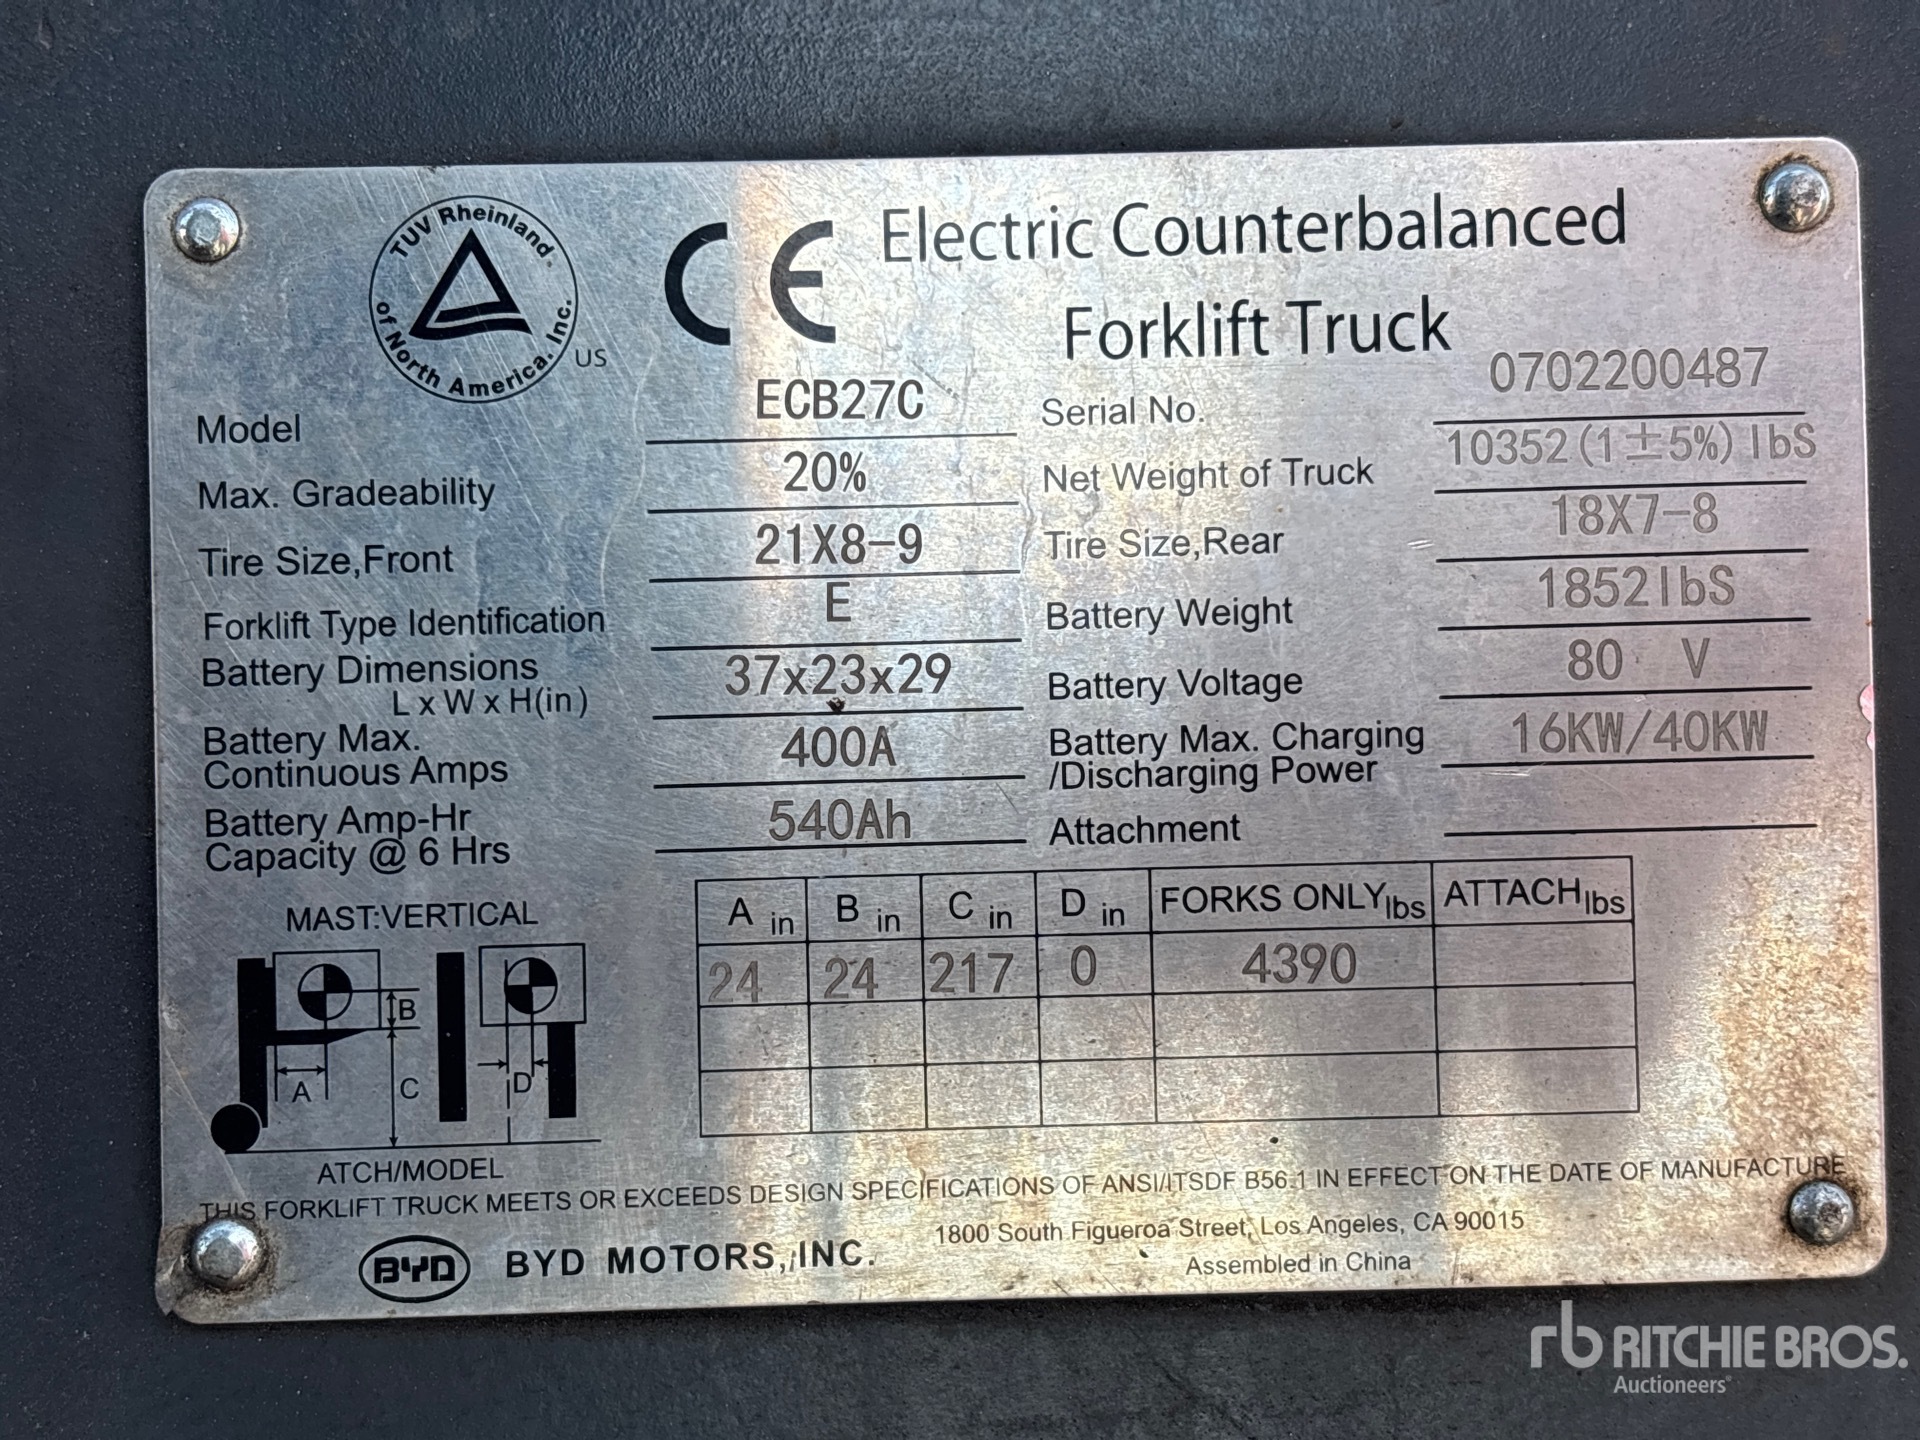 TUV Rheinland
of North America, Inc.
US
CE
Electric Counterbalanced
Forklift Truck
Model ECB27C Serial No. 0702200487
Max. Gradeability 20% Net Weight of Truck 10352(1±5%)lbS
Tire Size,Front 21X8-9 Tire Size,Rear 18X7-8
Forklift Type Identification E Battery Weight 1852lbS
Battery Dimensions
L x W x H(in) 37x23x29 Battery Voltage 80 V
Battery Max.
Continuous Amps 400A Battery Max. Charging
/Discharging Power 16KW/40KW
Battery Amp-Hr
Capacity @ 6 Hrs 540Ah Attachment
MAST:VERTICAL
B
A
C
D
ATCH/MODEL
A in B in C in D in FORKS ONLY lbs ATTACH lbs
24 24 217 0 4390
THIS FORKLIFT TRUCK MEETS OR EXCEEDS DESIGN SPECIFICATIONS OF ANSI/ITSDF B56.1 IN EFFECT ON THE DATE OF MANUFACTURE
BYD BYD MOTORS, INC.
1800 South Figueroa Street, Los Angeles, CA 90015
Assembled in China
rb RITCHIE BROS.
Auctioneers